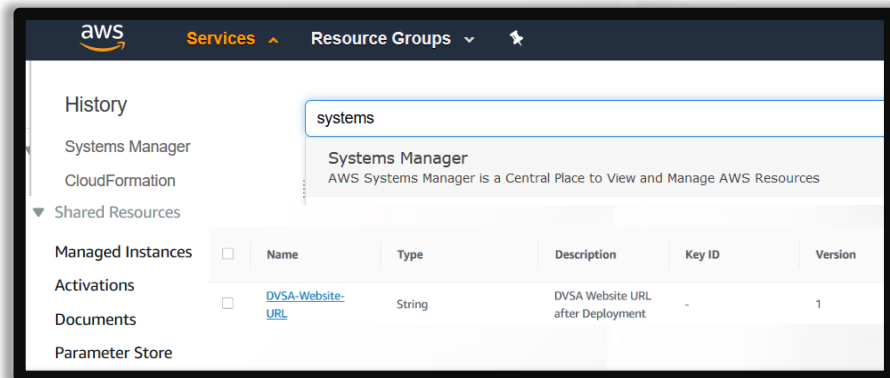 aws
Services
Resource Groups
History
Systems Manager
CloudFormation
systems
Systems Manager
AWS Systems Manager is a Central Place to View and Manage AWS Resources
Shared Resources
Managed Instances
Activations
Documents
Parameter Store
Name Type Description Key ID Version
DVSA-Website- String DVSA Website URL - 1
URL after Deployment